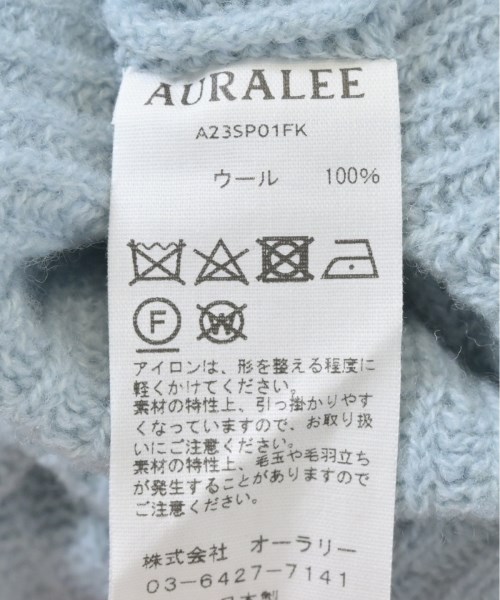 AURALEE
A23SP01FK
ウール 100%
F W
アイロンは、形を整える程度に
軽くかけてください。
素材の特性上、引っ掛かりやす
くなっていますので、お取り扱
いにご注意ください。
素材の特性上、毛玉や毛羽立ち
が発生することがありますので
ご注意ください。
株式会社 オーラリー
03-6427-7141
日本製